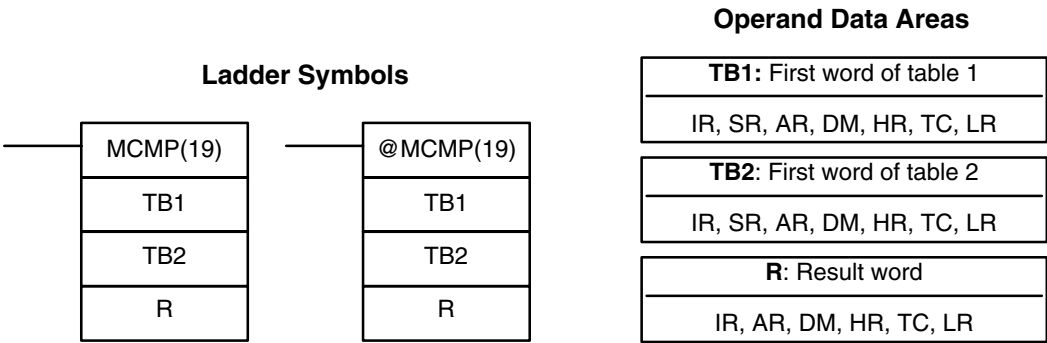 Ladder Symbols
MCMP(19)
TB1
TB2
R
@MCMP(19)
TB1
TB2
R
Operand Data Areas
TB1: First word of table 1
IR, SR, AR, DM, HR, TC, LR
TB2: First word of table 2
IR, SR, AR, DM, HR, TC, LR
R: Result word
IR, AR, DM, HR, TC, LR